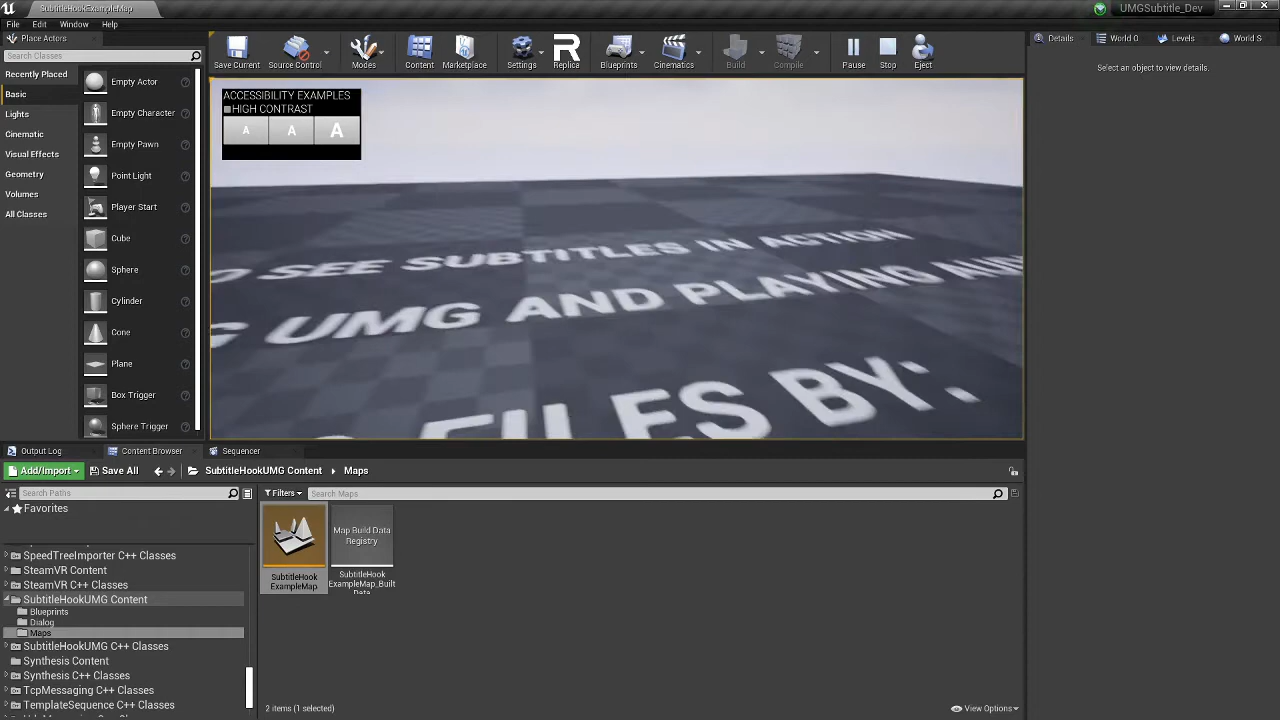 SubtitleHookExampleMap
UMGSubtitle_Dev
File
Edit
Window
Help
Place Actors
Search Classes
Recently Placed
Basic
Lights
Cinematic
Visual Effects
Geometry
Volumes
All Classes
Empty Actor
Empty Character
Empty Pawn
Point Light
Player Start
Cube
Sphere
Cylinder
Cone
Plane
Box Trigger
Sphere Trigger
Save Current
Source Control
Modes
Content
Marketplace
Settings
Replica
Blueprints
Cinematics
Build
Compile
Pause
Stop
Eject
ACCESSIBILITY EXAMPLES
HIGH CONTRAST
A A A
O SEE SUBTITLES IN ACTION
UMG AND PLAYING
FILES BY:
Details
World O
Levels
World S
Select an object to view details.
Output Log
Content Browser
Sequencer
Add/Import
Save All
SubtitleHookUMG Content
Maps
Search Paths
Favorites
SpeedTreeImporter C++ Classes
SteamVR Content
SteamVR C++ Classes
SubtitleHookUMG Content
Blueprints
Dialog
Maps
SubtitleHookUMG C++ Classes
Synthesis Content
Synthesis C++ Classes
TcpMessaging C++ Classes
TemplateSequence C++ Classes
Filters
Search Maps
SubtitleHook
ExampleMap
Map Build Data
Registry
SubtitleHook
ExampleMap_Built
Data
2 items (1 selected)
View Options